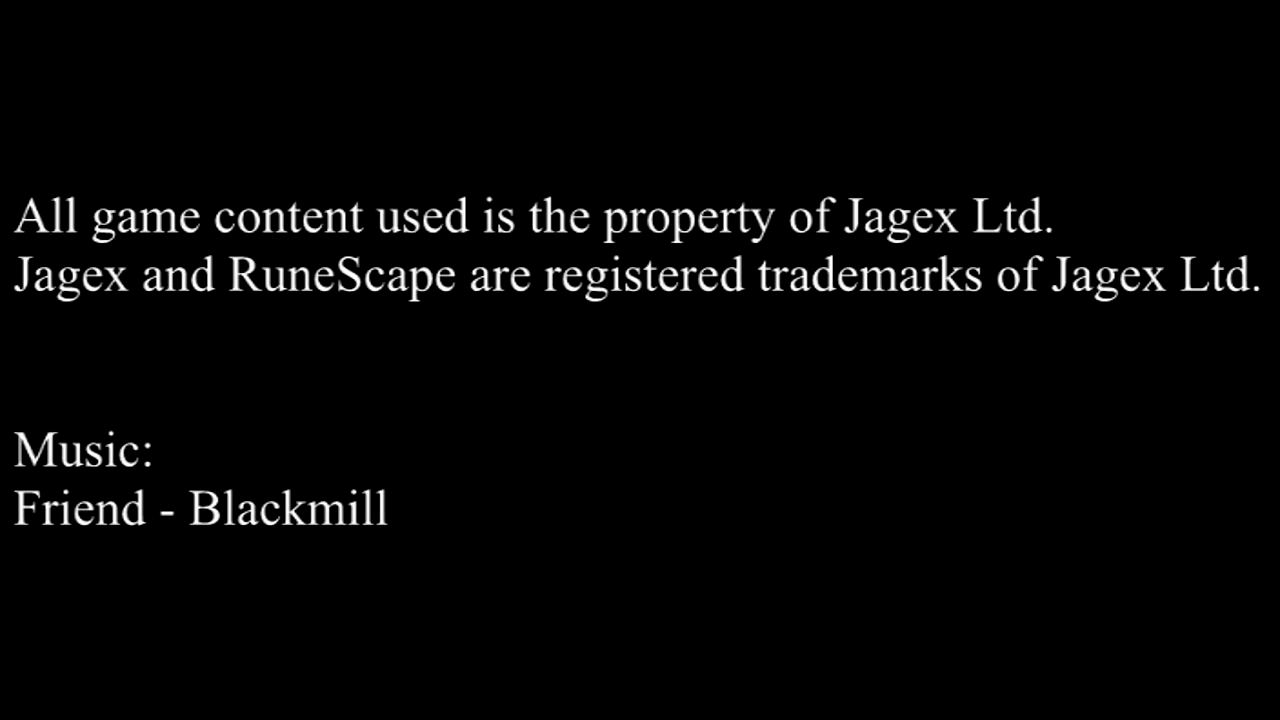 All game content used is the property of Jagex Ltd.
Jagex and RuneScape are registered trademarks of Jagex Ltd.
Music:
Friend - Blackmill